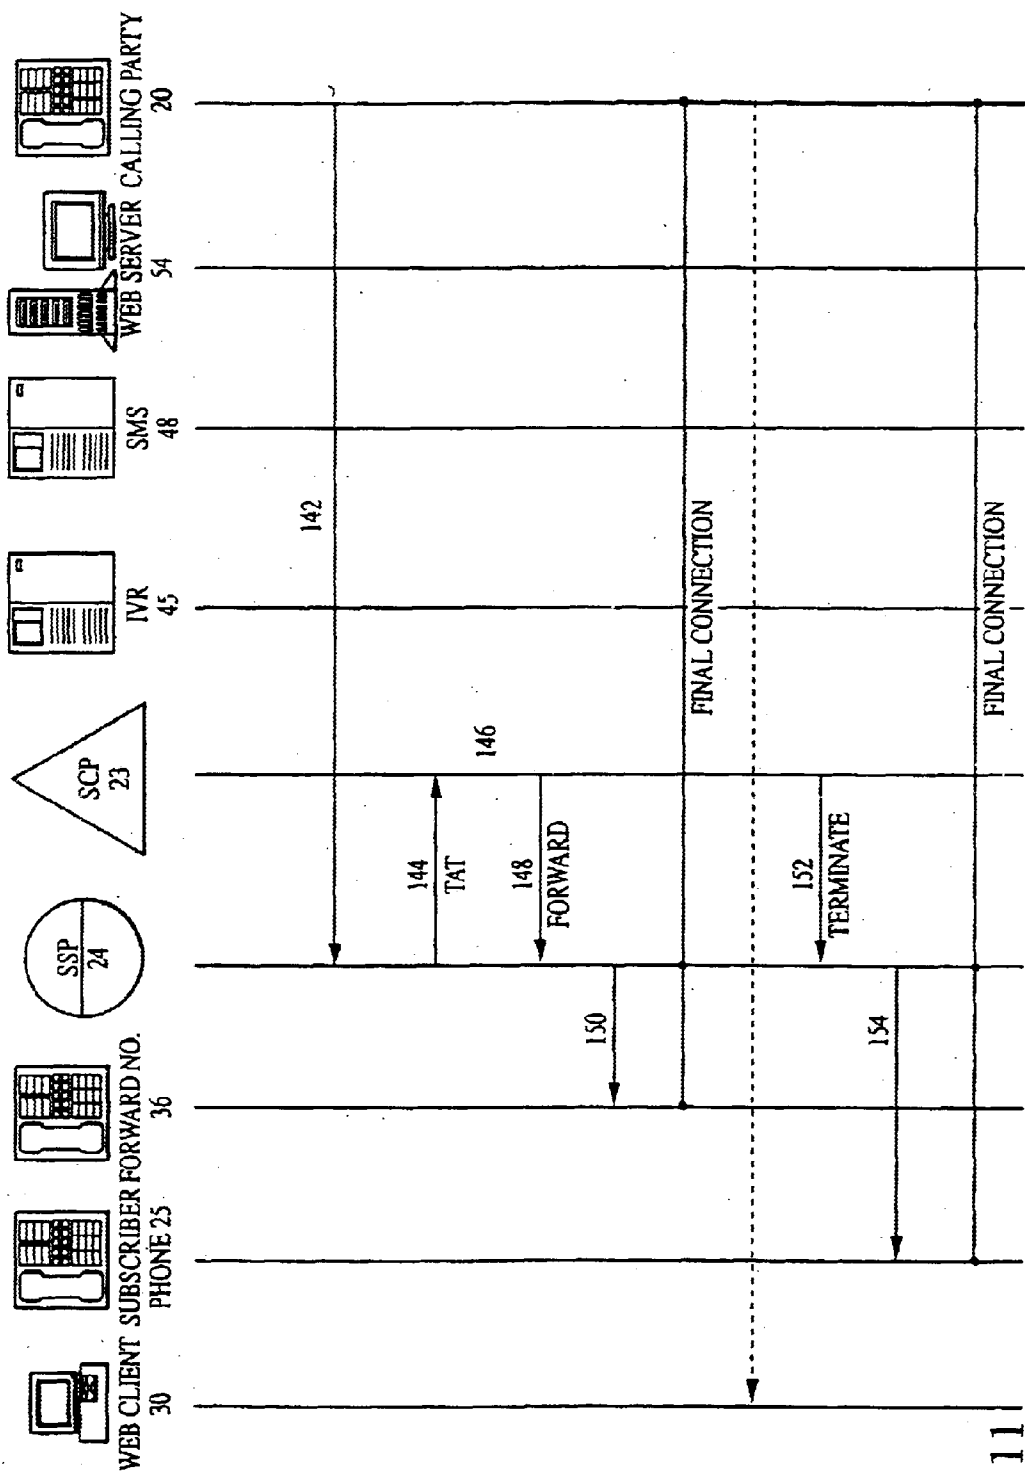 WEB CLIENT
30
SUBSCRIBER
PHONE 25
FORWARD NO.
36
SSP
24
SCP
23
IVR
45
SMS
48
WEB SERVER
54
CALLING PARTY
20
142
144
TAT
146
148
FORWARD
150
FINAL CONNECTION
152
TERMINATE
154
FINAL CONNECTION
11